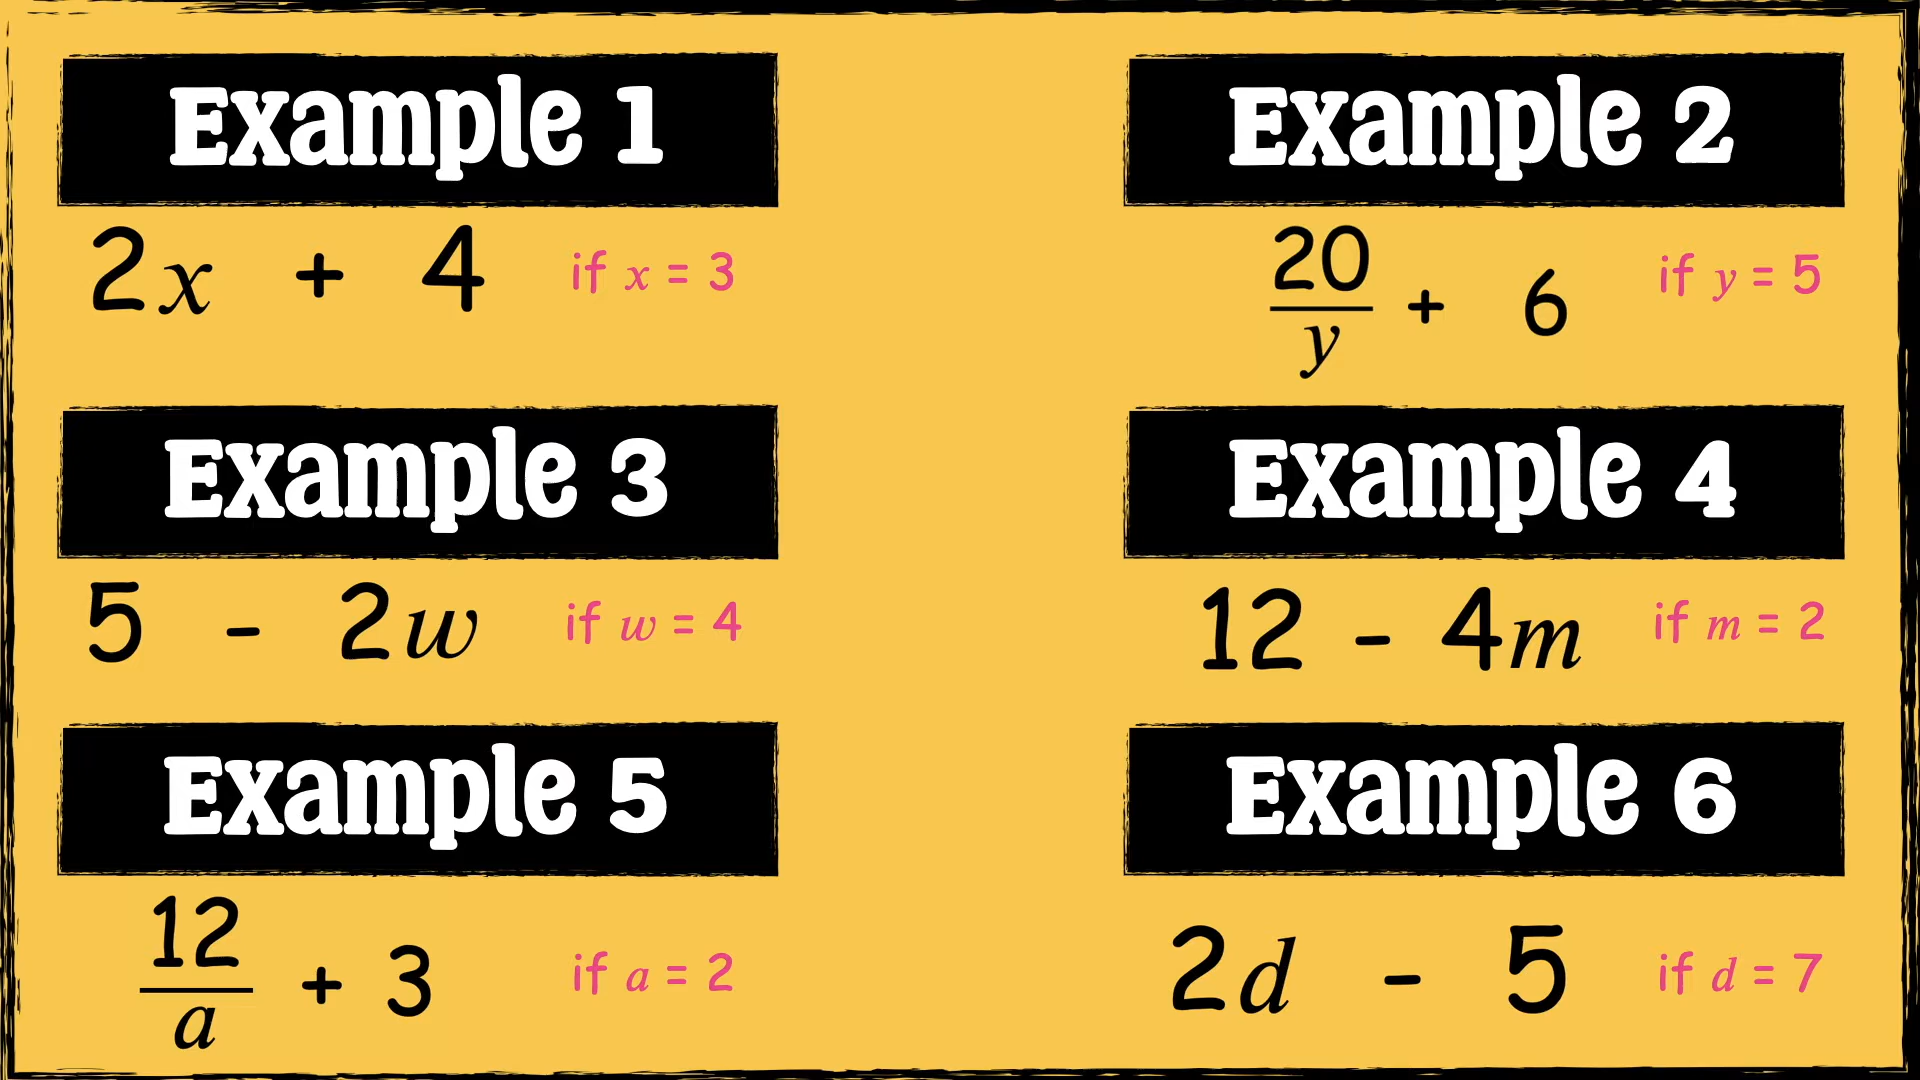 Example 1
2x + 4 if x = 3
Example 2
20/y + 6 if y = 5
Example 3
5 - 2w if w = 4
Example 4
12 - 4m if m = 2
Example 5
12/a + 3 if a = 2
Example 6
2d - 5 if d = 7